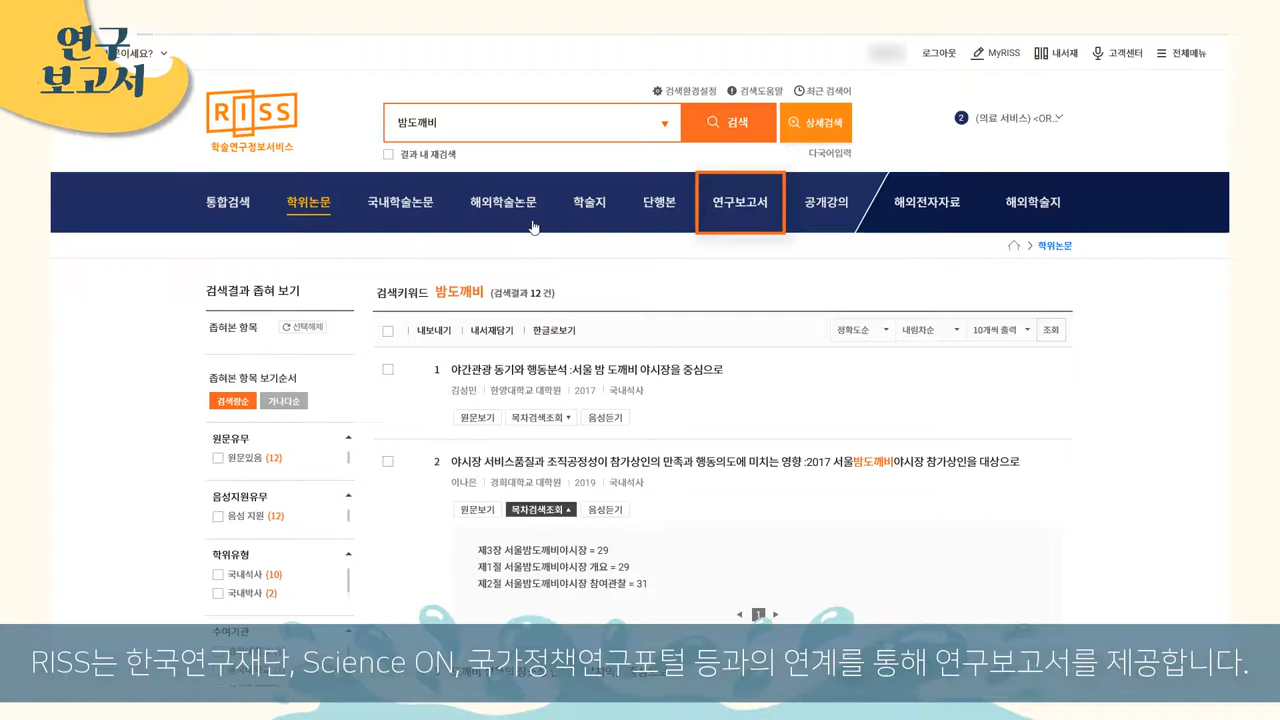 연구
보고서
이세요?
로그아웃 MyRISS 내서재 고객센터 전체메뉴
검색환경설정 검색도움말 최근 검색어
RISS
학술연구정보서비스
밤도깨비 검색 상세검색
2 (의료 서비스) <OR...
결과 내 재검색 다국어입력
통합검색 학위논문 국내학술논문 해외학술논문 학술지 단행본 연구보고서 공개강의 해외전자자료 해외학술지
> 학위논문
검색결과 좁혀 보기
검색키워드 밤도깨비 (검색결과 12 건)
좁혀본 항목 선택해제
내보내기 내서재담기 한글로보기 정확도순 내림차순 10개씩 출력 조회
좁혀본 항목 보기순서
검색량순 가나다순
1 야간관광 동기와 행동분석 :서울 밤 도깨비 야시장을 중심으로
김성민 한양대학교 대학원 2017 국내석사
원문보기 목차검색조회 음성듣기
원문유무
원문있음 (12)
2 야시장 서비스품질과 조직공정성이 참가상인의 만족과 행동의도에 미치는 영향 :2017 서울밤도깨비야시장 참가상인을 대상으로
이나은 경희대학교 대학원 2019 국내석사
원문보기 목차검색조회 음성듣기
음성지원유무
음성 지원 (12)
제3장 서울밤도깨비야시장 = 29
제1절 서울밤도깨비야시장 개요 = 29
제2절 서울밤도깨비야시장 참여관찰 = 31
학위유형
국내석사 (10)
국내박사 (2)
1
수여기관
RISS는 한국연구재단, Science ON, 국가정책연구포털 등과의 연계를 통해 연구보고서를 제공합니다.